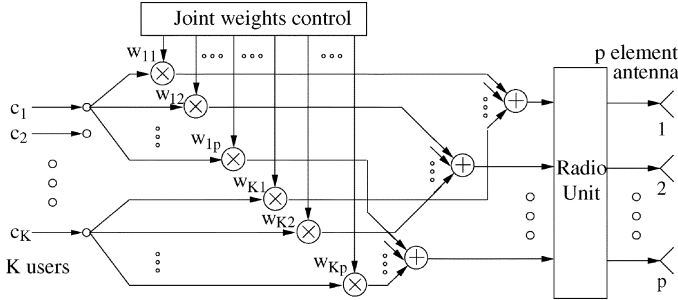 Joint weights control
p element
antenna
w11
w12
w1p
wK1
wK2
wKp
c1
c2
cK
K users
Radio
Unit
1
2
p